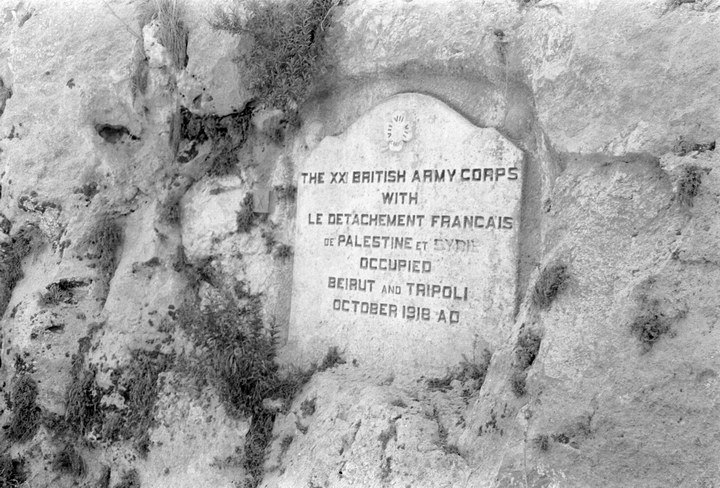 THE XXI BRITISH ARMY CORPS
WITH
LE DETACHEMENT FRANCAIS
DE PALESTINE ET SYRIE
OCCUPIED
BEIRUT AND TRIPOLI
OCTOBER 1918 AD